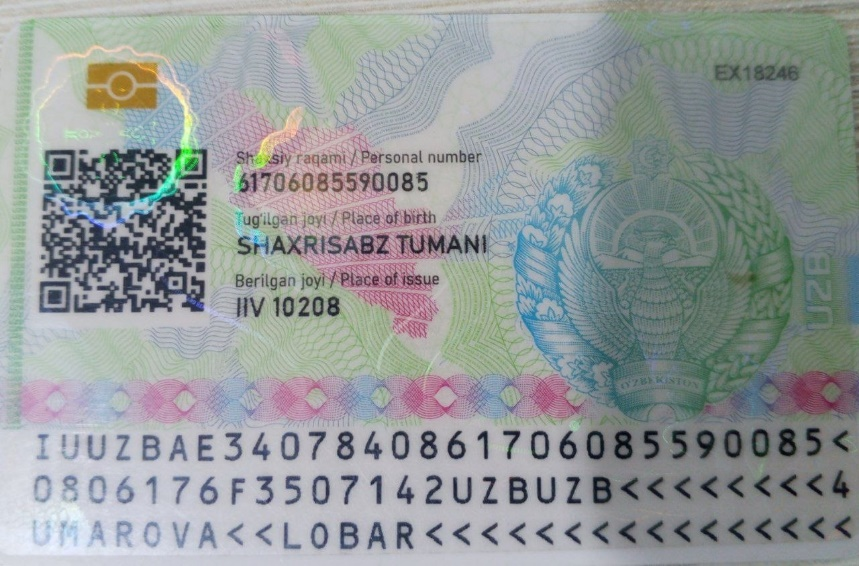 EX18246
Shaxsiy raqami / Personal number
61706085590085
Tug'ilgan joyi / Place of birth
SHAXRISABZ TUMANI
Berilgan joyi / Place of issue
IIV 10208
UZB
O'ZBEKISTON
IUUZBAE3407840861706085590085<
0806176F3507142UZBUZB<<<<<<<<4
UMAROVA<<LOBAR<<<<<<<<<<<<<<<<